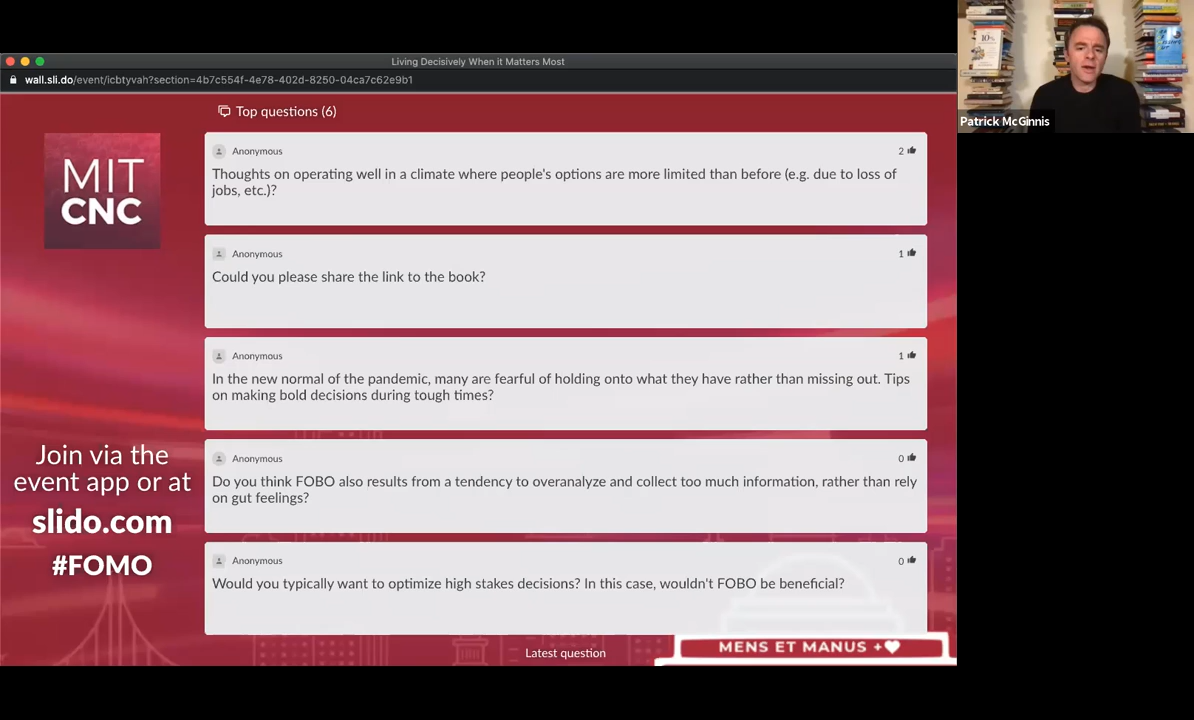 Living Decisively When it Matters Most
wall.sli.do/event/icbtyvah?section=4b7c554f-4e78-402d-8250-04ca7c62e9b1
Patrick McGinnis
MIT
CNC
Top questions (6)
Anonymous
2
Thoughts on operating well in a climate where people's options are more limited than before (e.g. due to loss of
jobs, etc.)?
Anonymous
1
Could you please share the link to the book?
Anonymous
1
In the new normal of the pandemic, many are fearful of holding onto what they have rather than missing out. Tips
on making bold decisions during tough times?
Anonymous
0
Do you think FOBO also results from a tendency to overanalyze and collect too much information, rather than rely
on gut feelings?
Anonymous
0
Would you typically want to optimize high stakes decisions? In this case, wouldn't FOBO be beneficial?
Join via the
event app or at
slido.com
#FOMO
Latest question
MENS ET MANUS +
10%